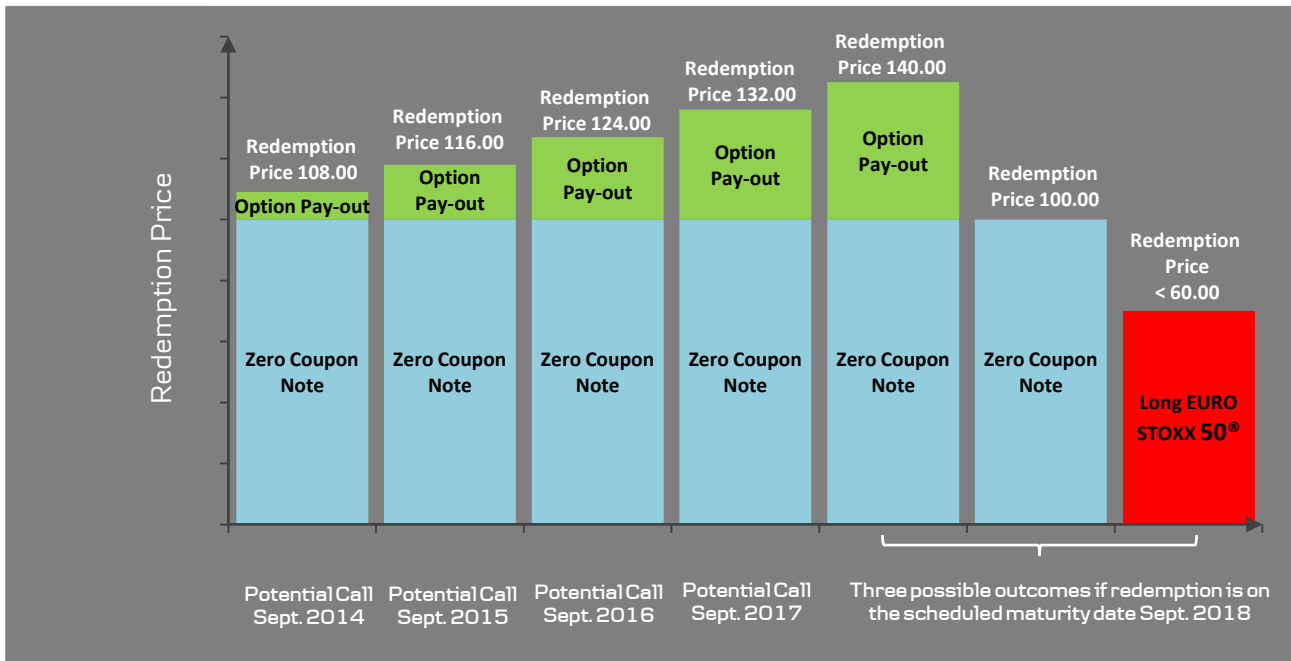 Redemption Price
Redemption
Price 108.00
Option Pay-out
Zero Coupon
Note
Redemption
Price 116.00
Option
Pay-out
Zero Coupon
Note
Redemption
Price 124.00
Option
Pay-out
Zero Coupon
Note
Redemption
Price 132.00
Option
Pay-out
Zero Coupon
Note
Redemption
Price 140.00
Option
Pay-out
Zero Coupon
Note
Redemption
Price 100.00
Zero Coupon
Note
Redemption
Price
< 60.00
Long EURO
STOXX 50®
Potential Call
Sept. 2014
Potential Call
Sept. 2015
Potential Call
Sept. 2016
Potential Call
Sept. 2017
Three possible outcomes if redemption is on
the scheduled maturity date Sept. 2018